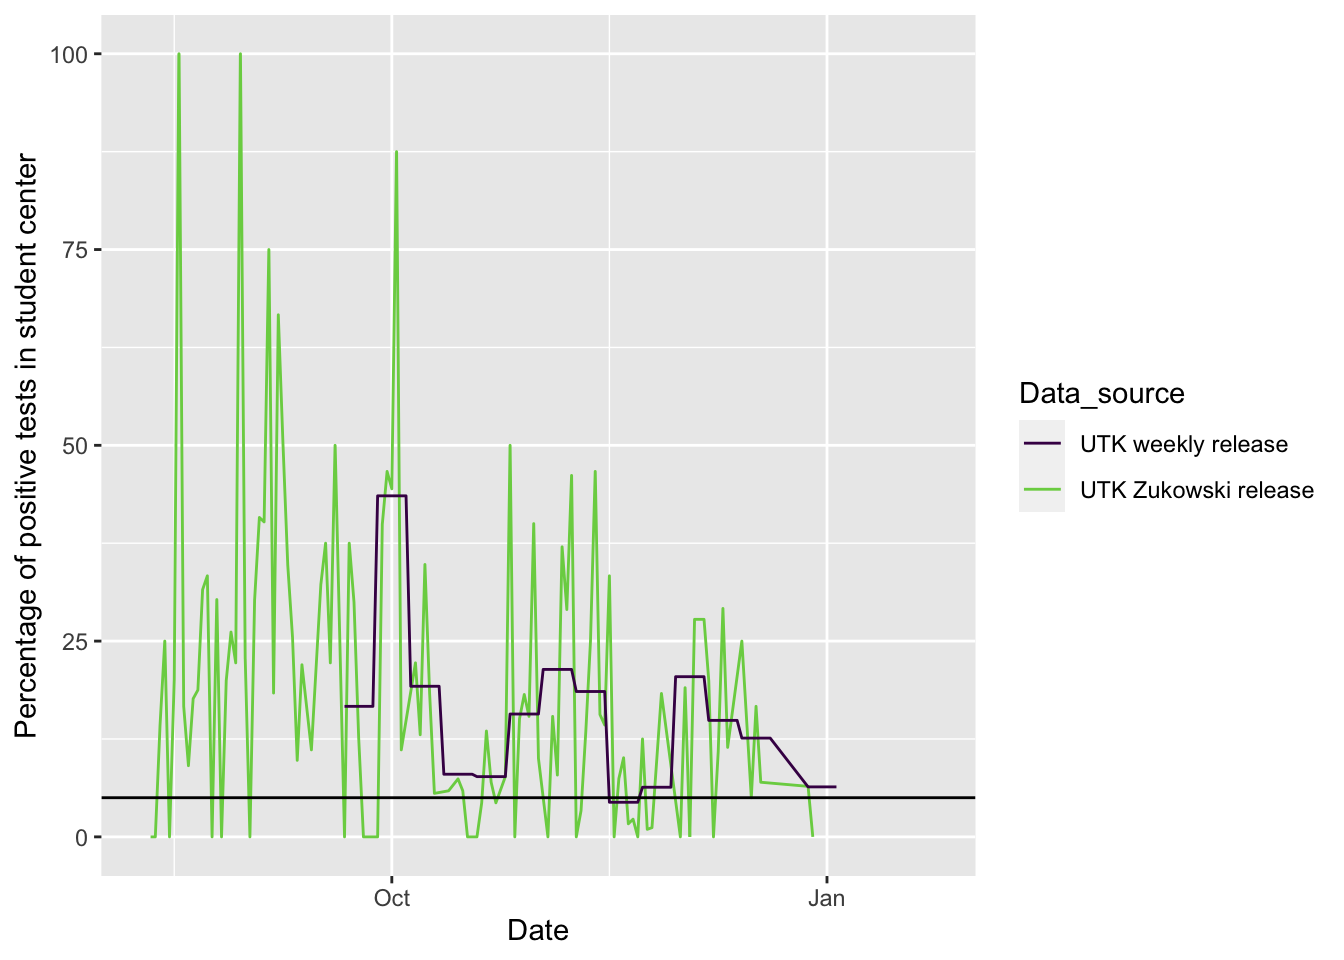 Percentage of positive tests in student center
100
75
50
25
0
Oct
Jan
Date
Data_source
UTK weekly release
UTK Zukowski release